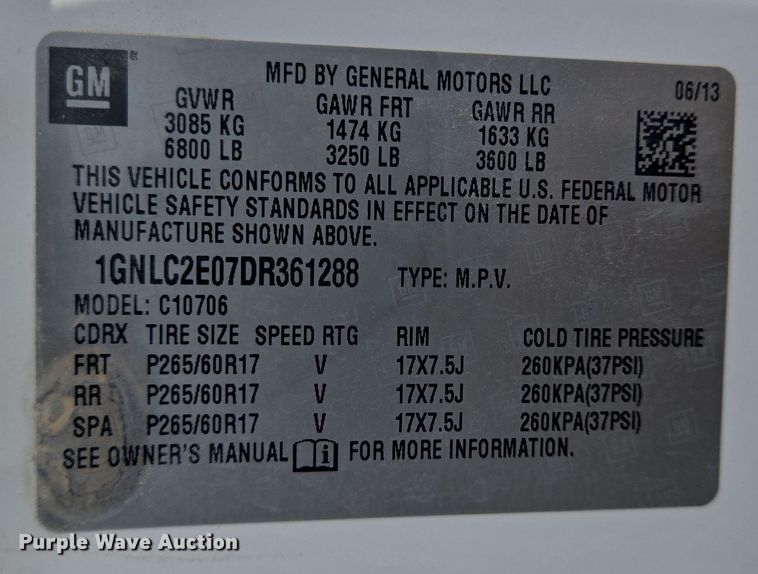 GM
MFD BY GENERAL MOTORS LLC
06/13
GVWR GAWR FRT GAWR RR
3085 KG 1474 KG 1633 KG
6800 LB 3250 LB 3600 LB
THIS VEHICLE CONFORMS TO ALL APPLICABLE U.S. FEDERAL MOTOR
VEHICLE SAFETY STANDARDS IN EFFECT ON THE DATE OF
MANUFACTURE SHOWN ABOVE.
1GNLC2E07DR361288 TYPE: M.P.V.
MODEL: C10706
CDRX TIRE SIZE SPEED RTG RIM COLD TIRE PRESSURE
FRT P265/60R17 V 17X7.5J 260KPA(37PSI)
RR P265/60R17 V 17X7.5J 260KPA(37PSI)
SPA P265/60R17 V 17X7.5J 260KPA(37PSI)
SEE OWNER'S MANUAL i FOR MORE INFORMATION.
Purple Wave Auction